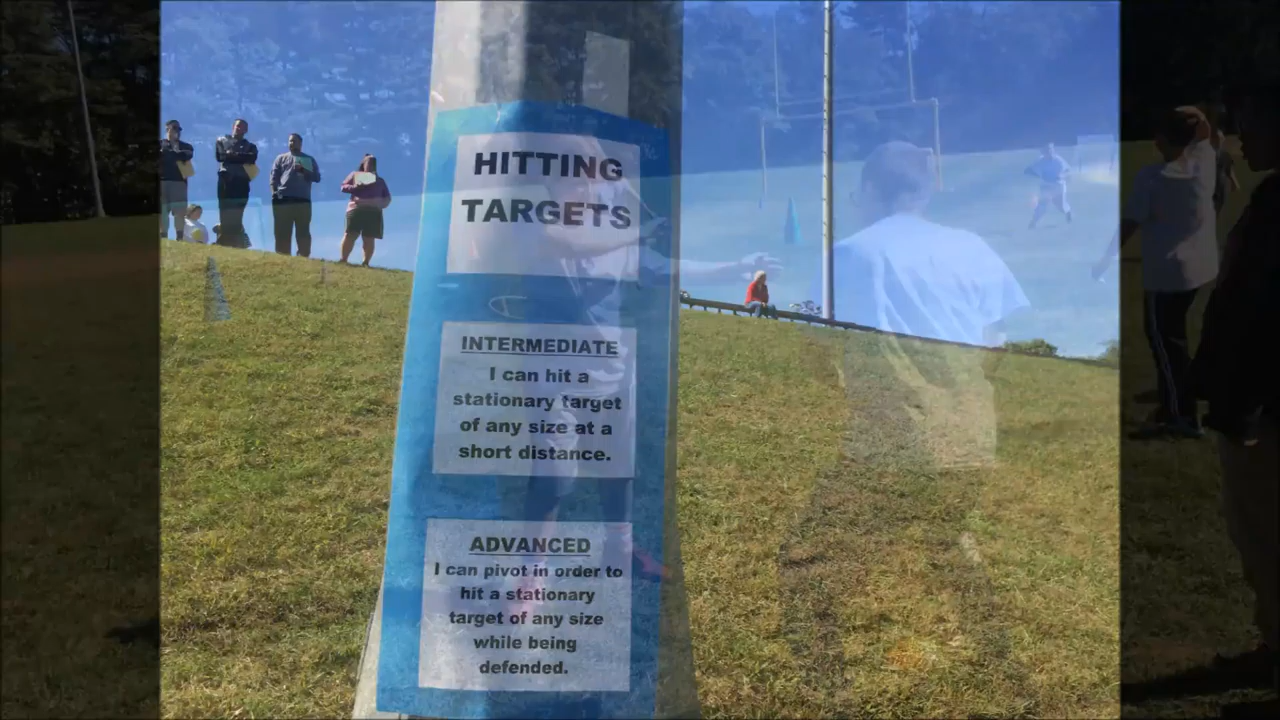 HITTING
TARGETS
INTERMEDIATE
I can hit a
stationary target
of any size at a
short distance.
ADVANCED
I can pivot in order to
hit a stationary
target of any size
while being
defended.